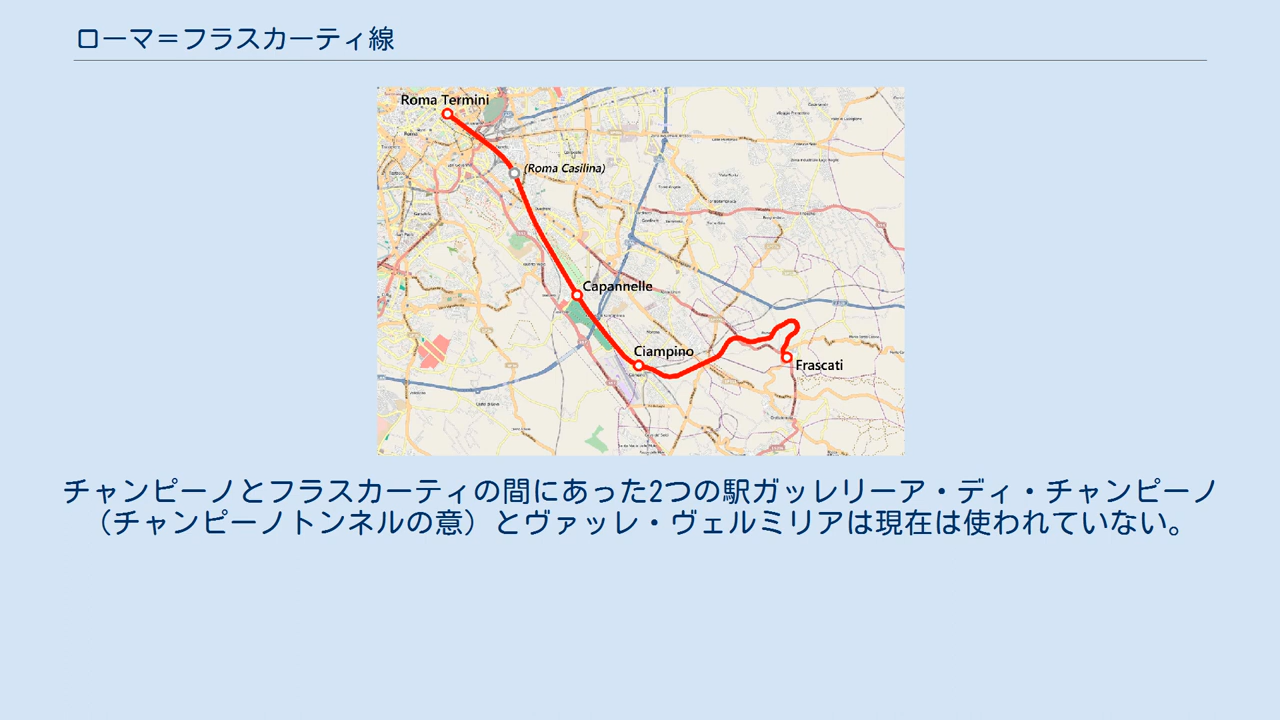 ローマ＝フラスカーティ線
Roma Termini
(Roma Casilina)
Capannelle
Ciampino
Frascati
チャンピーノとフラスカーティの間にあった2つの駅ガッレリーア・ディ・チャンピーノ
（チャンピーノトンネルの意）とヴァッレ・ヴェルミリアは現在は使われていない。